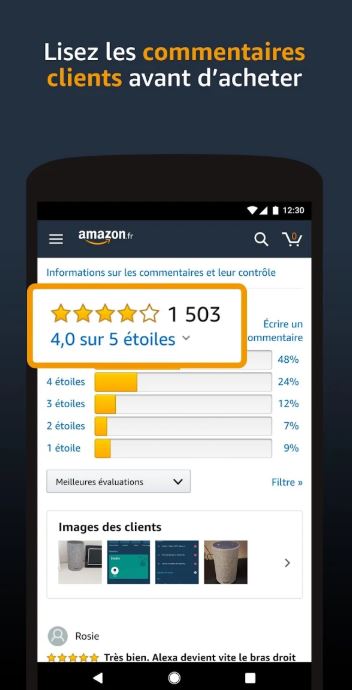 Lisez les commentaires
clients avant d'acheter
12:30
amazon.fr
0
Informations sur les commentaires et leur contrôle
1 503
4,0 sur 5 étoiles
Écrire un
ommentaire
48%
4 étoiles 24%
3 étoiles 12%
2 étoiles 7%
1 étoile 9%
Meilleures évaluations
Filtre »
Images des clients
Rosie
Très bien. Alexa devient vite le bras droit